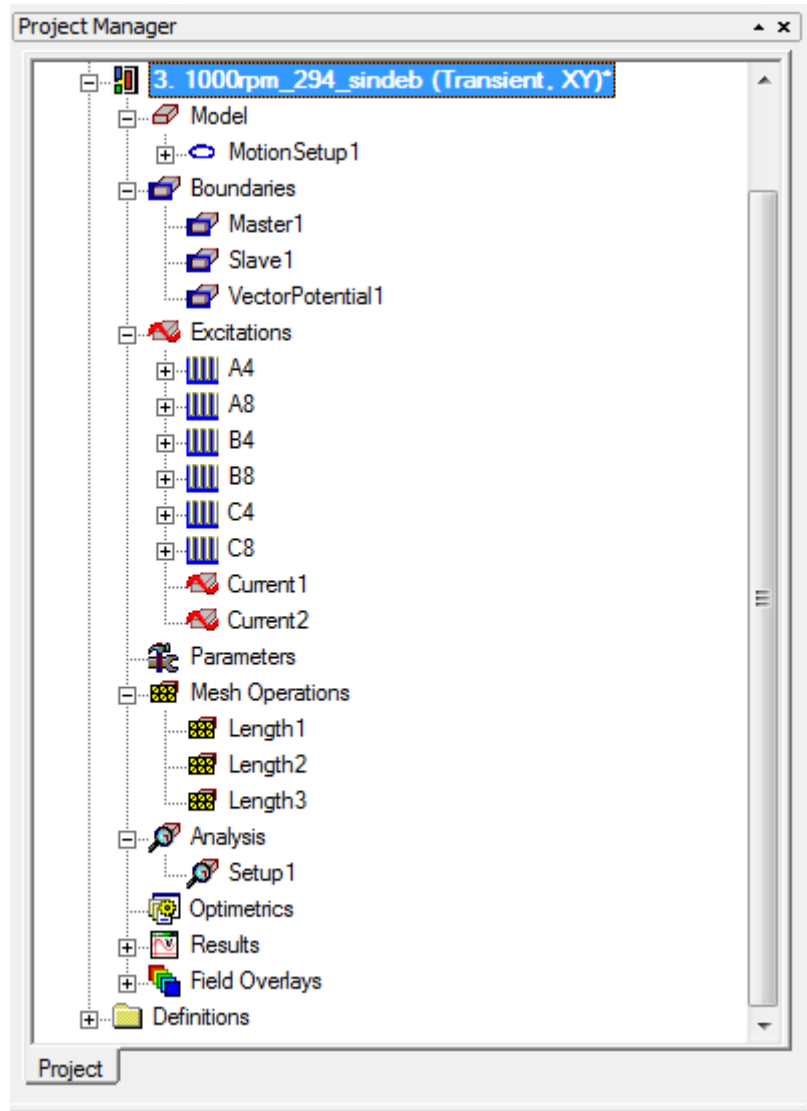 Project Manager
3. 1000rpm_294_sindeb (Transient, XY)*
Model
MotionSetup1
Boundaries
Master1
Slave1
VectorPotential1
Excitations
A4
A8
B4
B8
C4
C8
Current1
Current2
Parameters
Mesh Operations
Length1
Length2
Length3
Analysis
Setup1
Optimetrics
Results
Field Overlays
Definitions
Project